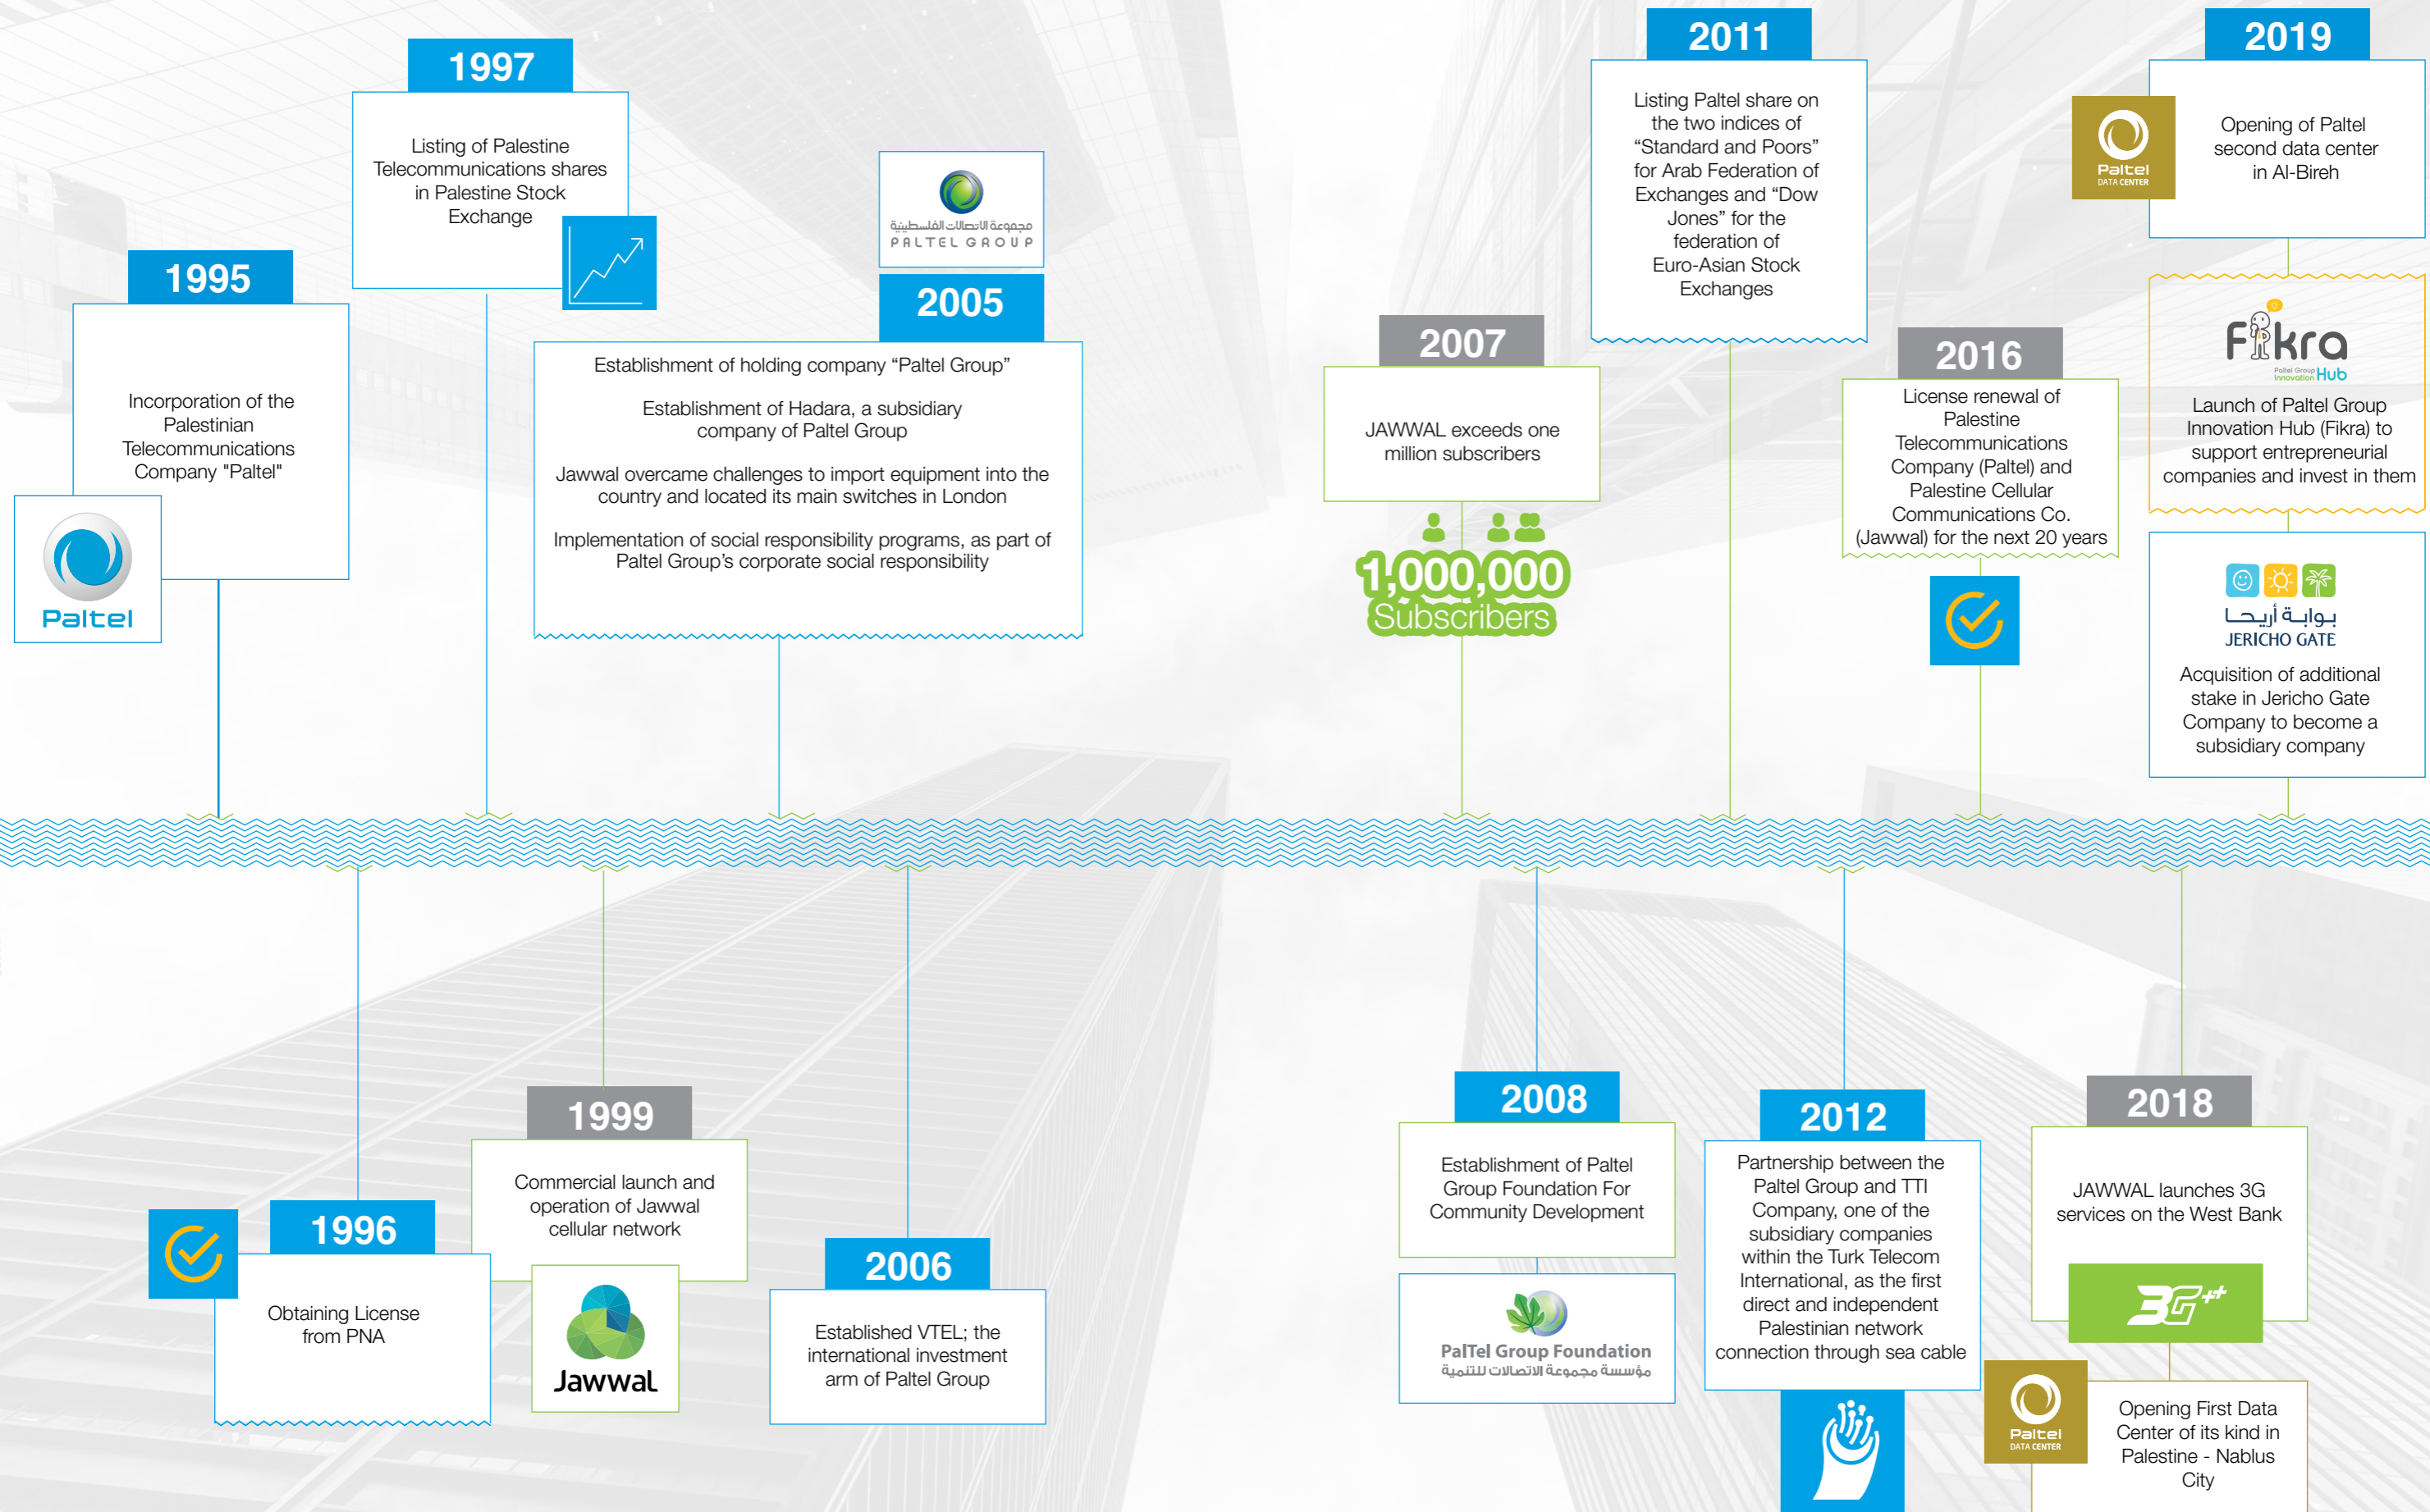 1995
Incorporation of the
Palestinian
Telecommunications
Company "Paltel"
Paltel
1996
Obtaining License
from PNA
1997
Listing of Palestine
Telecommunications shares
in Palestine Stock
Exchange
1999
Commercial launch and
operation of Jawwal
cellular network
Jawwal
مجموعة الاتصالات الفلسطينية
PALTEL GROUP
2005
Establishment of holding company “Paltel Group”
Establishment of Hadara, a subsidiary
company of Paltel Group
Jawwal overcame challenges to import equipment into the
country and located its main switches in London
Implementation of social responsibility programs, as part of
Paltel Group’s corporate social responsibility
2006
Established VTEL; the
international investment
arm of Paltel Group
2007
JAWWAL exceeds one
million subscribers
1,000,000
Subscribers
2008
Establishment of Paltel
Group Foundation For
Community Development
PalTel Group Foundation
مؤسسة مجموعة الاتصالات للتنمية
2011
Listing Paltel share on
the two indices of
“Standard and Poors”
for Arab Federation of
Exchanges and “Dow
Jones” for the
federation of
Euro-Asian Stock
Exchanges
2012
Partnership between the
Paltel Group and TTI
Company, one of the
subsidiary companies
within the Turk Telecom
International, as the first
direct and independent
Palestinian network
connection through sea cable
2016
License renewal of
Palestine
Telecommunications
Company (Paltel) and
Palestine Cellular
Communications Co.
(Jawwal) for the next 20 years
2018
JAWWAL launches 3G
services on the West Bank
3G++
Paltel
DATA CENTER
Opening First Data
Center of its kind in
Palestine - Nablus
City
2019
Paltel
DATA CENTER
Opening of Paltel
second data center
in Al-Bireh
Fikra
Paltel Group
Innovation Hub
Launch of Paltel Group
Innovation Hub (Fikra) to
support entrepreneurial
companies and invest in them
بوابة أريحا
JERICHO GATE
Acquisition of additional
stake in Jericho Gate
Company to become a
subsidiary company